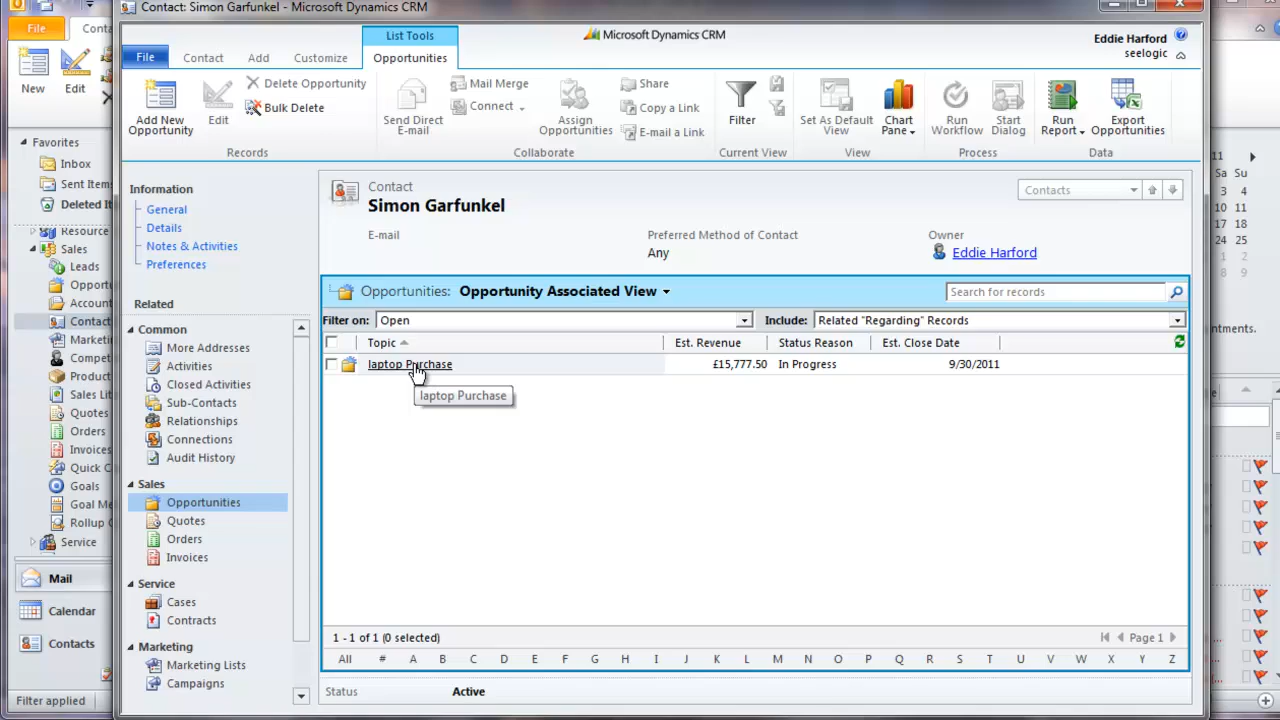 Contact: Simon Garfunkel - Microsoft Dynamics CRM
File
Conta
New
Edit
Favorites
Inbox
Sent Items
Deleted It
Resource
Sales
Leads
Opportu
Account
Contact
Marketi
Compet
Product
Sales Lit
Quotes
Orders
Invoices
Quick C
Goals
Goal Me
Rollup
Service
Mail
Calendar
Contacts
Filter applied
List Tools
Microsoft Dynamics CRM
Eddie Harford
seelogic
File
Contact
Add
Customize
Opportunities
Add New Opportunity
Edit
Delete Opportunity
Bulk Delete
Records
Send Direct E-mail
Mail Merge
Connect
Assign Opportunities
Share
Copy a Link
E-mail a Link
Collaborate
Filter
Current View
Set As Default View
Chart Pane
View
Run Workflow
Start Dialog
Process
Run Report
Export Opportunities
Data
Information
General
Details
Notes & Activities
Preferences
Related
Common
More Addresses
Activities
Closed Activities
Sub-Contacts
Relationships
Connections
Audit History
Sales
Opportunities
Quotes
Orders
Invoices
Service
Cases
Contracts
Marketing
Marketing Lists
Campaigns
Contact
Simon Garfunkel
Contacts
E-mail
Preferred Method of Contact
Any
Owner
Eddie Harford
Opportunities: Opportunity Associated View
Search for records
Filter on: Open
Include: Related "Regarding" Records
Topic Est. Revenue Status Reason Est. Close Date
laptop Purchase £15,777.50 In Progress 9/30/2011
laptop Purchase
1 - 1 of 1 (0 selected)
Page 1
All # A B C D E F G H I J K L M N O P Q R S T U V W X Y Z
Status Active
11
Sa Su
3 4
10 11
17 18
24 25
1 2
8 9
ntments.